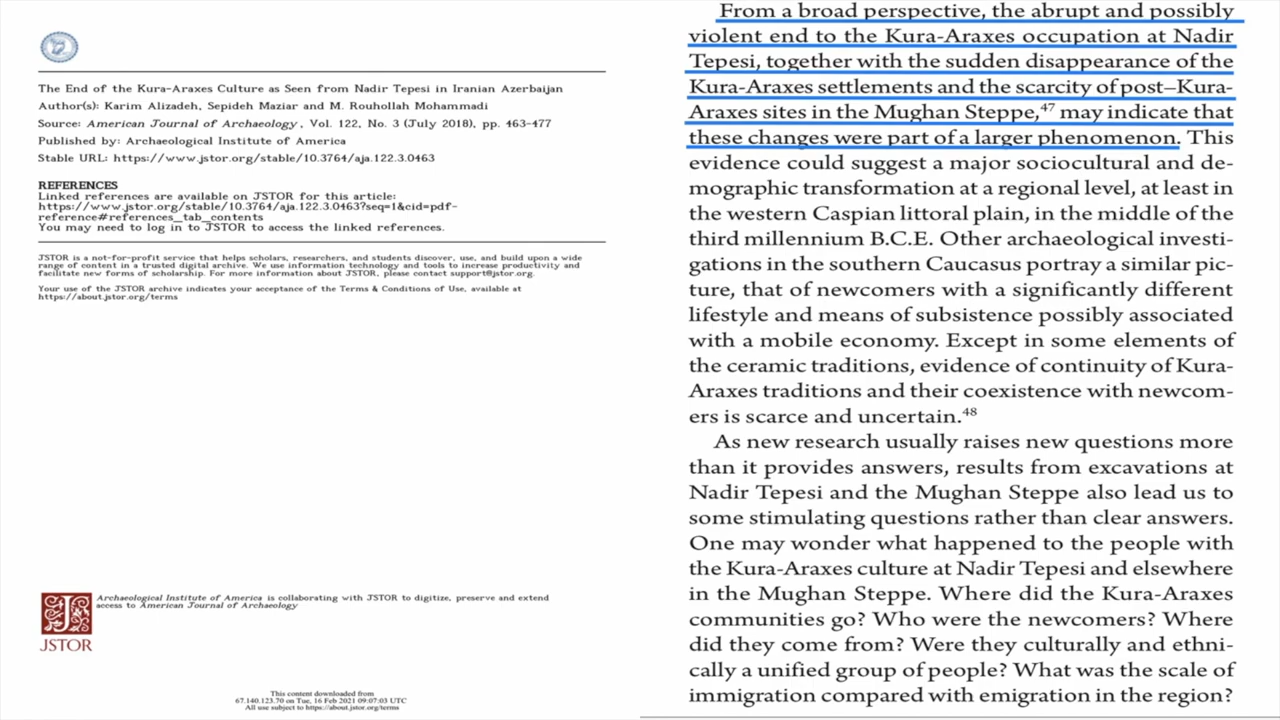 The End of the Kura-Araxes Culture as Seen from Nadir Tepesi in Iranian Azerbaijan
Author(s): Karim Alizadeh, Sepideh Maziar and M. Rouhollah Mohammadi
Source: American Journal of Archaeology, Vol. 122, No. 3 (July 2018), pp. 463-477
Published by: Archaeological Institute of America
Stable URL: https://www.jstor.org/stable/10.3764/aja.122.3.0463
REFERENCES
Linked references are available on JSTOR for this article:
https://www.jstor.org/stable/10.3764/aja.122.3.0463?seq=1&cid=pdf-
reference#references_tab_contents
You may need to log in to JSTOR to access the linked references.
JSTOR is a not-for-profit service that helps scholars, researchers, and students discover, use, and build upon a wide
range of content in a trusted digital archive. We use information technology and tools to increase productivity and
facilitate new forms of scholarship. For more information about JSTOR, please contact support@jstor.org.
Your use of the JSTOR archive indicates your acceptance of the Terms & Conditions of Use, available at
https://about.jstor.org/terms
Archaeological Institute of America is collaborating with JSTOR to digitize, preserve and extend
access to American Journal of Archaeology
JSTOR
This content downloaded from
67.140.123.70 on Tue, 16 Feb 2021 09:07:03 UTC
All use subject to https://about.jstor.org/terms
From a broad perspective, the abrupt and possibly
violent end to the Kura-Araxes occupation at Nadir
Tepesi, together with the sudden disappearance of the
Kura-Araxes settlements and the scarcity of post–Kura-
Araxes sites in the Mughan Steppe,47 may indicate that
these changes were part of a larger phenomenon. This
evidence could suggest a major sociocultural and de-
mographic transformation at a regional level, at least in
the western Caspian littoral plain, in the middle of the
third millennium B.C.E. Other archaeological investi-
gations in the southern Caucasus portray a similar pic-
ture, that of newcomers with a significantly different
lifestyle and means of subsistence possibly associated
with a mobile economy. Except in some elements of
the ceramic traditions, evidence of continuity of Kura-
Araxes traditions and their coexistence with newcom-
ers is scarce and uncertain.48
As new research usually raises new questions more
than it provides answers, results from excavations at
Nadir Tepesi and the Mughan Steppe also lead us to
some stimulating questions rather than clear answers.
One may wonder what happened to the people with
the Kura-Araxes culture at Nadir Tepesi and elsewhere
in the Mughan Steppe. Where did the Kura-Araxes
communities go? Who were the newcomers? Where
did they come from? Were they culturally and ethni-
cally a unified group of people? What was the scale of
immigration compared with emigration in the region?